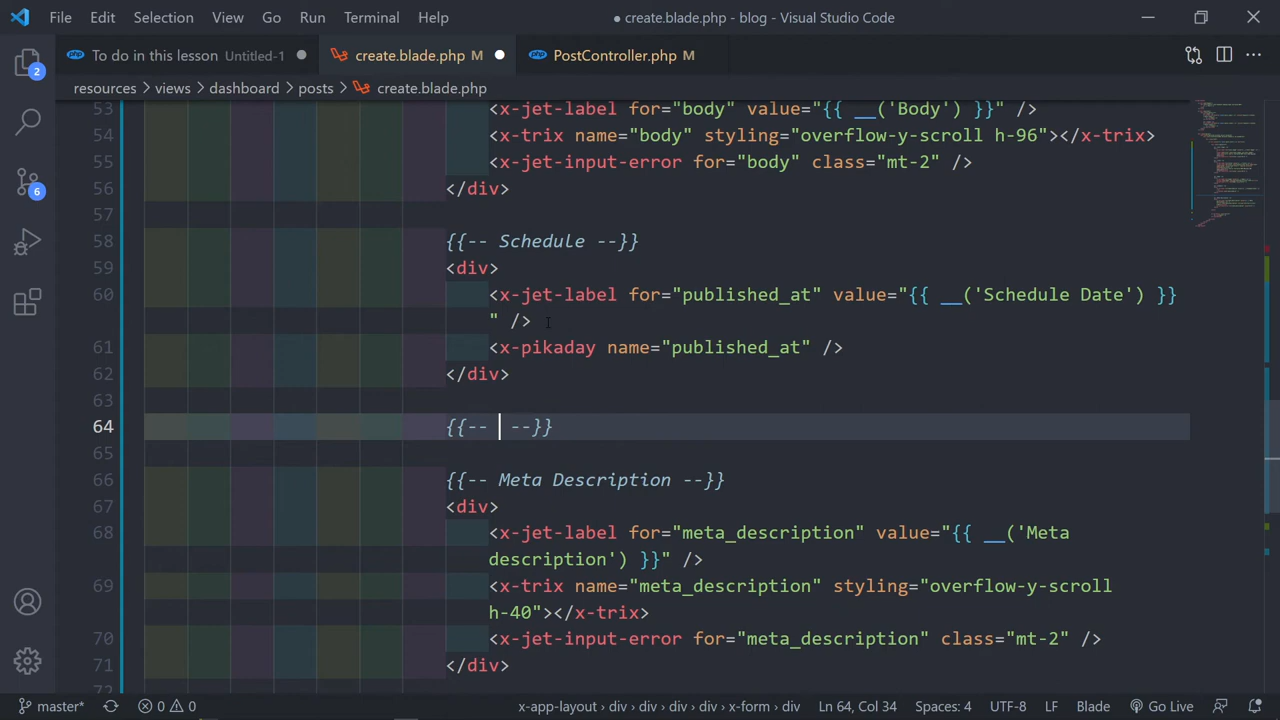 File Edit Selection View Go Run Terminal Help ● create.blade.php - blog - Visual Studio Code
php To do in this lesson Untitled-1 ● create.blade.php M ● php PostController.php M
resources > views > dashboard > posts > create.blade.php
2
6
53 <x-jet-label for="body" value="{{ __('Body') }}" />
54 <x-trix name="body" styling="overflow-y-scroll h-96"></x-trix>
55 <x-jet-input-error for="body" class="mt-2" />
56 </div>
57
58 {{-- Schedule --}}
59 <div>
60 <x-jet-label for="published_at" value="{{ __('Schedule Date') }}
" />
61 <x-pikaday name="published_at" />
62 </div>
63
64 {{-- --}}
65
66 {{-- Meta Description --}}
67 <div>
68 <x-jet-label for="meta_description" value="{{ __('Meta
description') }}" />
69 <x-trix name="meta_description" styling="overflow-y-scroll
h-40"></x-trix>
70 <x-jet-input-error for="meta_description" class="mt-2" />
71 </div>
72
master* 0 0 x-app-layout › div › div › div › x-form › div Ln 64, Col 34 Spaces: 4 UTF-8 LF Blade Go Live